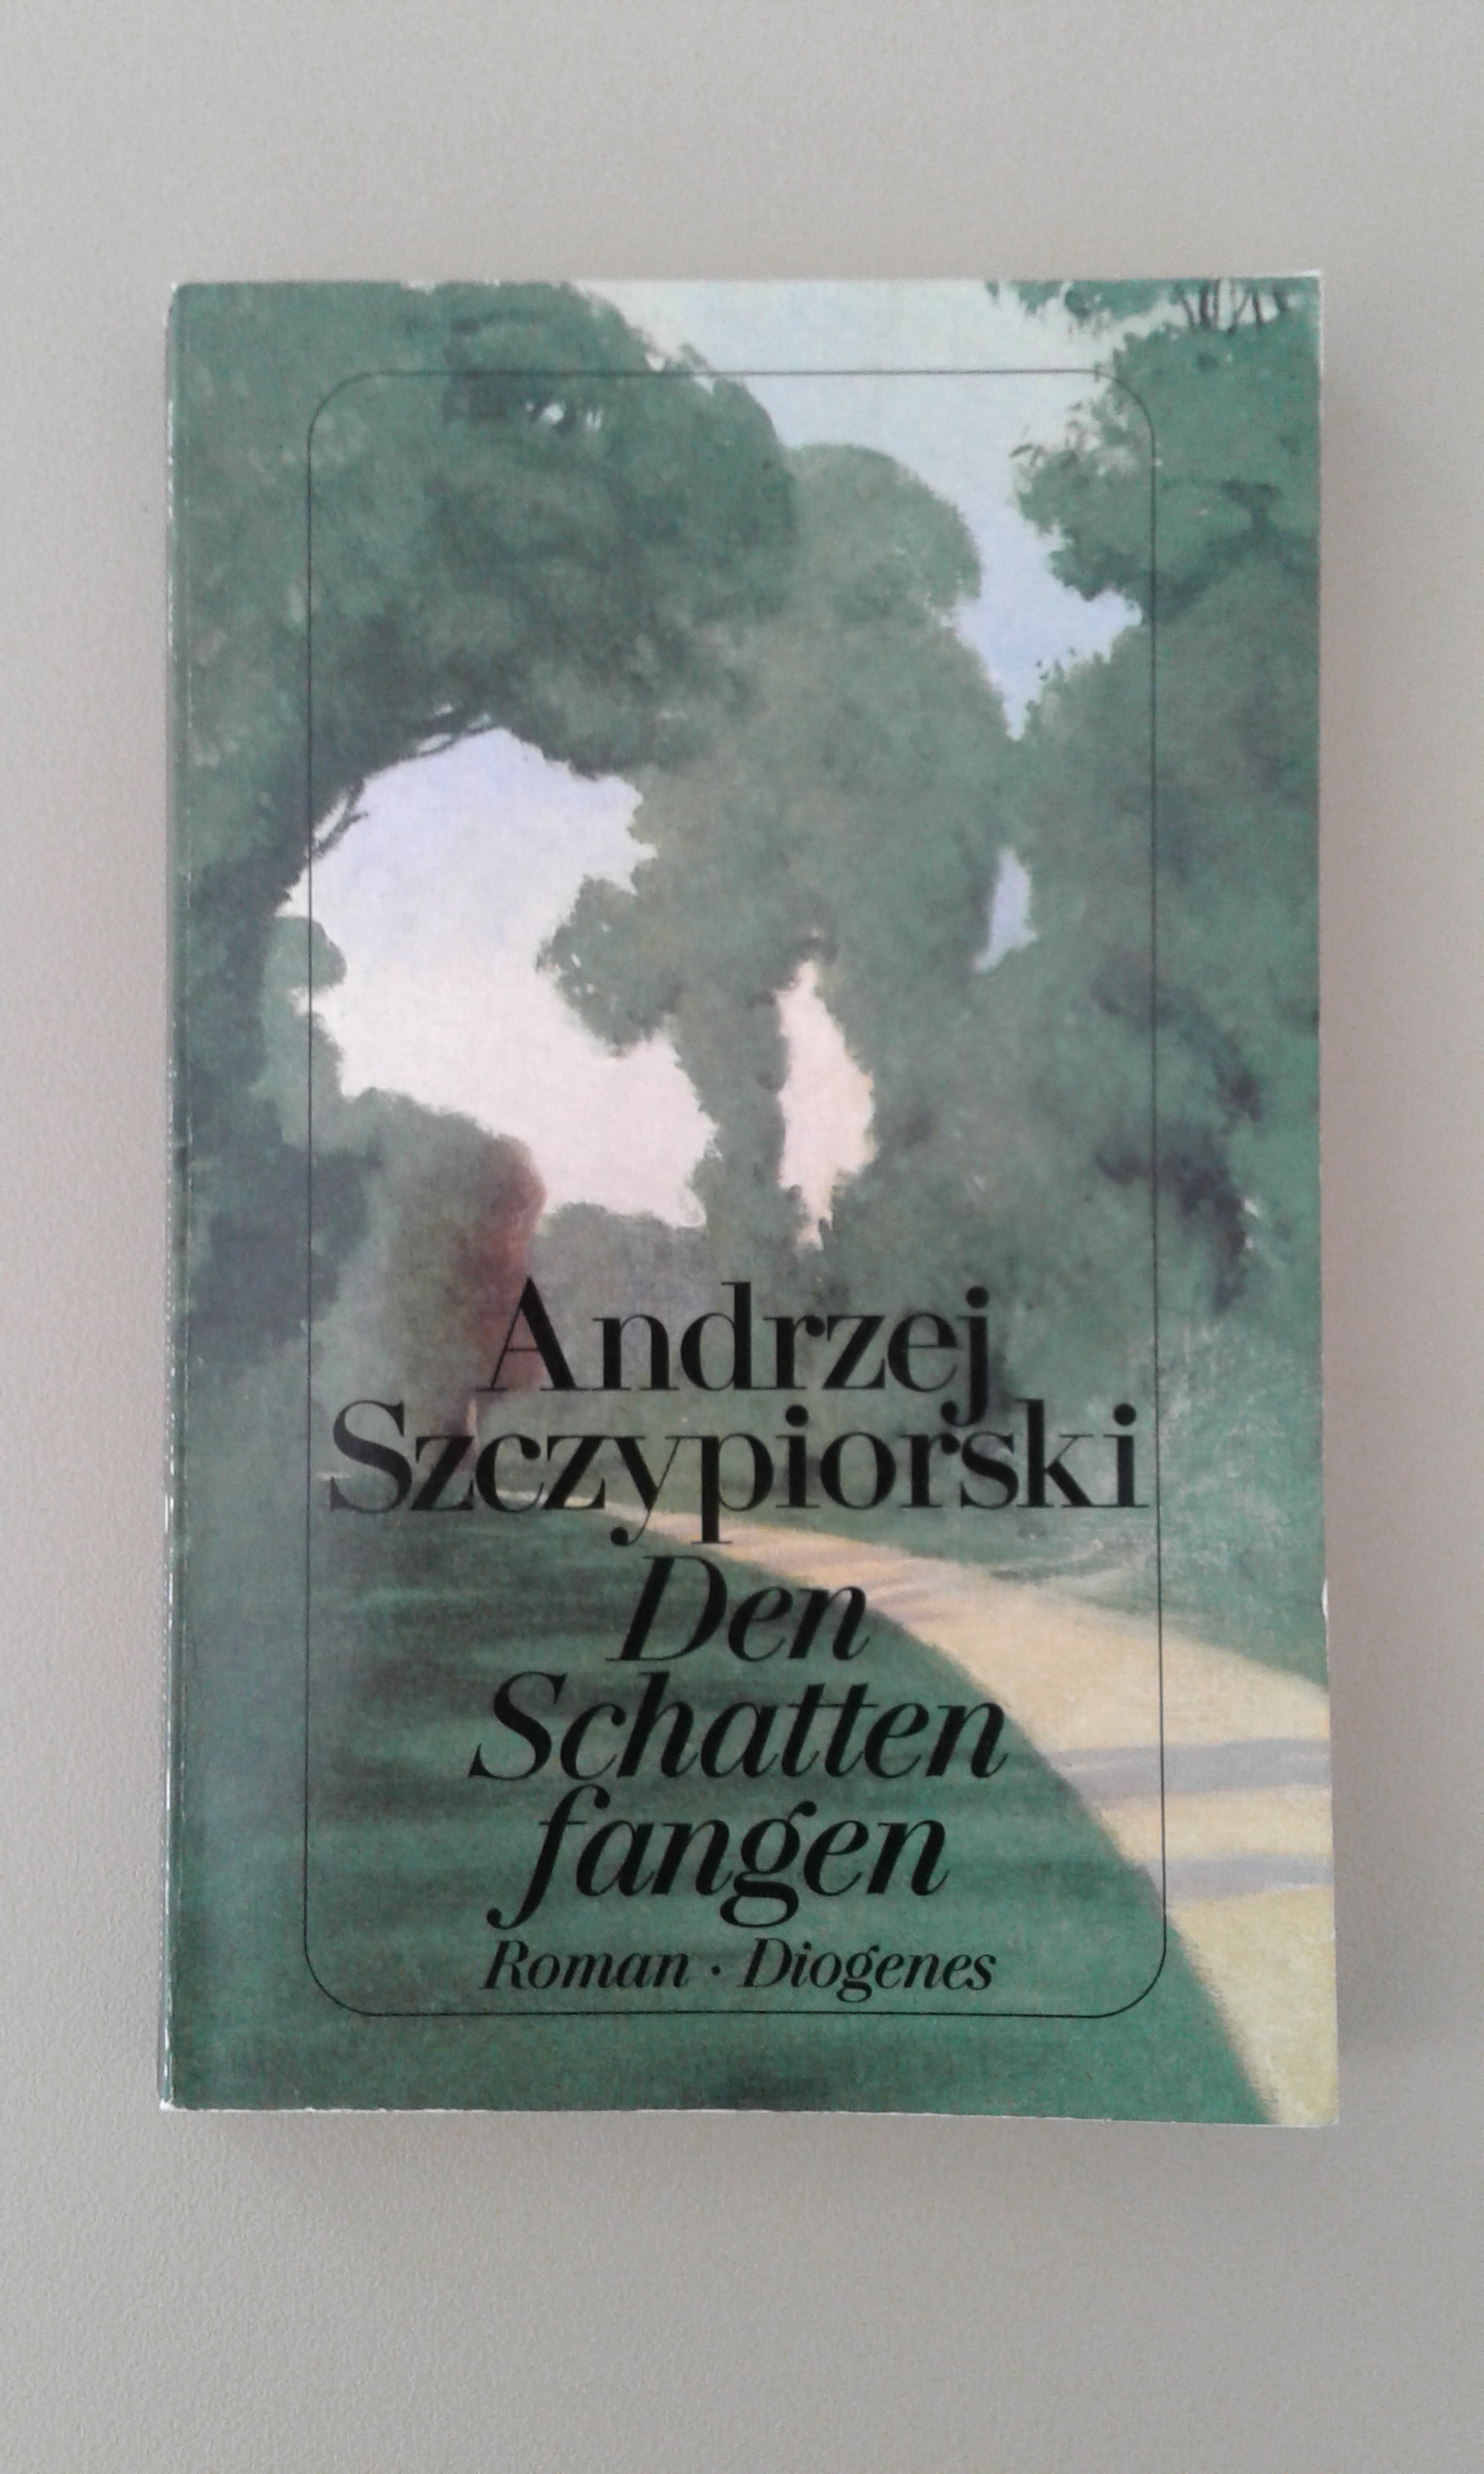 Andrzej
Szczypiorski
Den
Schatten
fangen
Roman · Diogenes